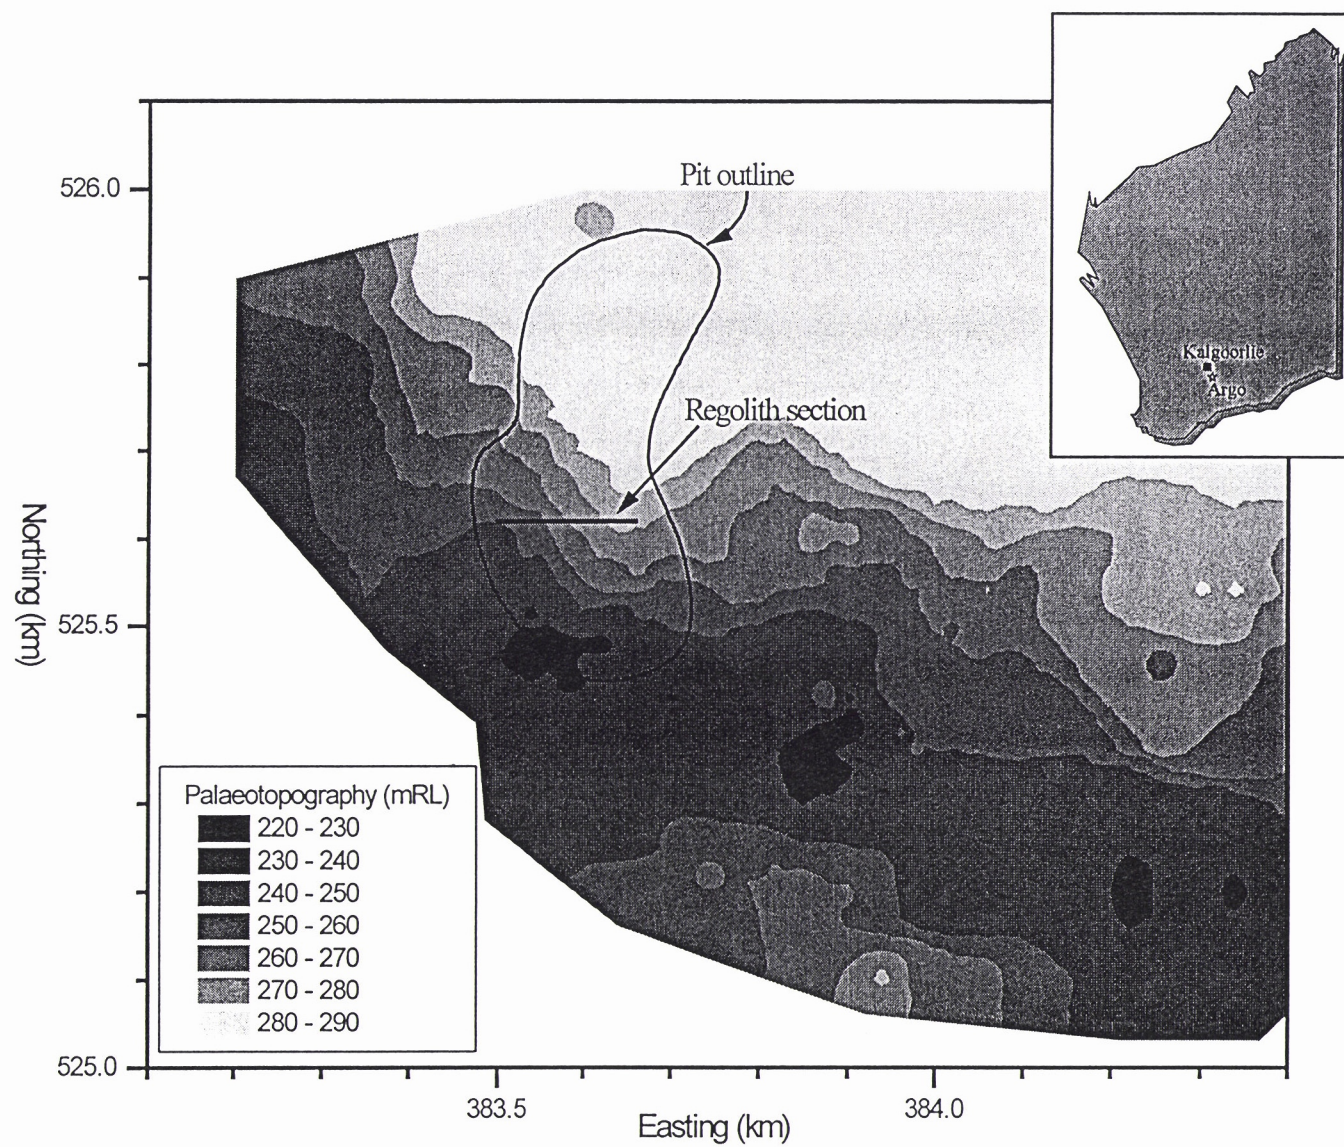 526.0
Pit outline
Kalgoorlie
Argo
Regolith section
Northing (km)
525.5
Palaeotopography (mRL)
220 - 230
230 - 240
240 - 250
250 - 260
260 - 270
270 - 280
280 - 290
525.0
383.5
384.0
Easting (km)